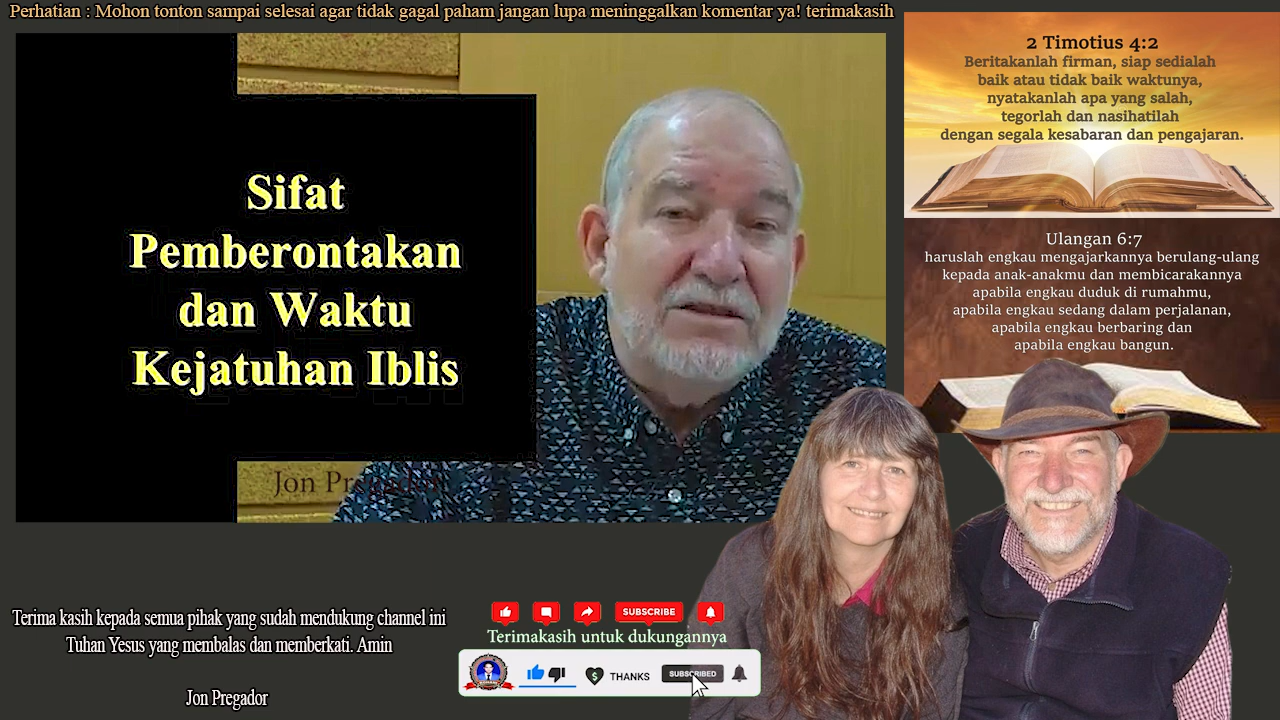 Perhatian : Mohon tonton sampai selesai agar tidak gagal paham jangan lupa meninggalkan komentar ya! terimakasih
Sifat
Pemberontakan
dan Waktu
Kejatuhan Iblis
Jon Pregador
2 Timotius 4:2
Beritakanlah firman, siap sedialah
baik atau tidak baik waktunya,
nyatakanlah apa yang salah,
tegorlah dan nasihatilah
dengan segala kesabaran dan pengajaran.
Ulangan 6:7
haruslah engkau mengajarkannya berulang-ulang
kepada anak-anakmu dan membicarakannya
apabila engkau duduk di rumahmu,
apabila engkau sedang dalam perjalanan,
apabila engkau berbaring dan
apabila engkau bangun.
Terima kasih kepada semua pihak yang sudah mendukung channel ini
Tuhan Yesus yang membalas dan memberkati. Amin
Jon Pregador
SUBSCRIBE
Terimakasih untuk dukungannya
THANKS
SUBSCRIBED